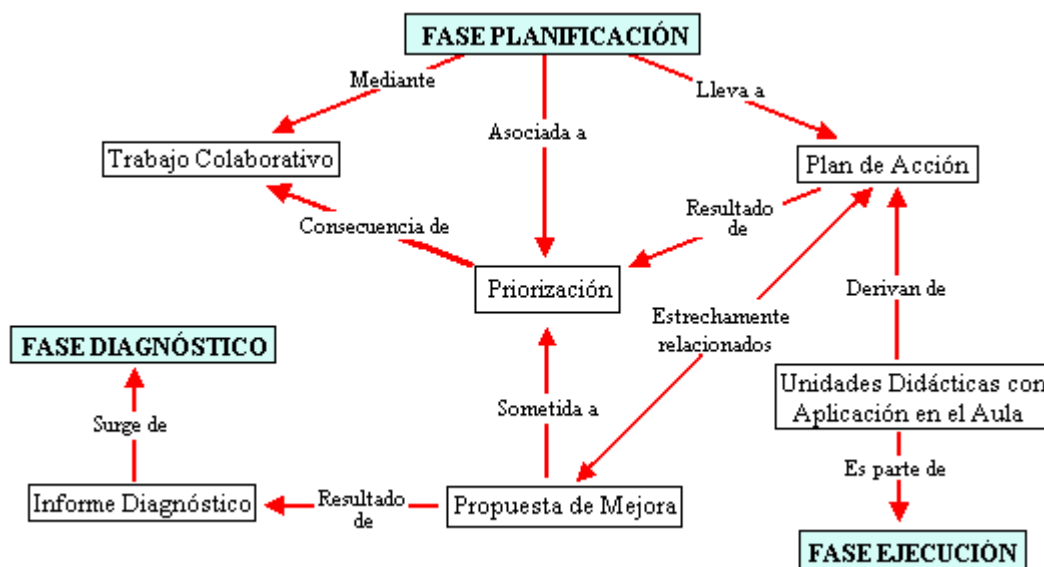 FASE PLANIFICACIÓN
Mediante
Lleva a
Asociada a
Trabajo Colaborativo
Plan de Acción
Consecuencia de
Resultado
de
Priorización
Derivan de
Estrechamente
relacionados
FASE DIAGNÓSTICO
Unidades Didácticas con
Aplicación en el Aula
Surge de
Sometida a
Es parte de
Informe Diagnóstico
Resultado
de
Propuesta de Mejora
FASE EJECUCIÓN